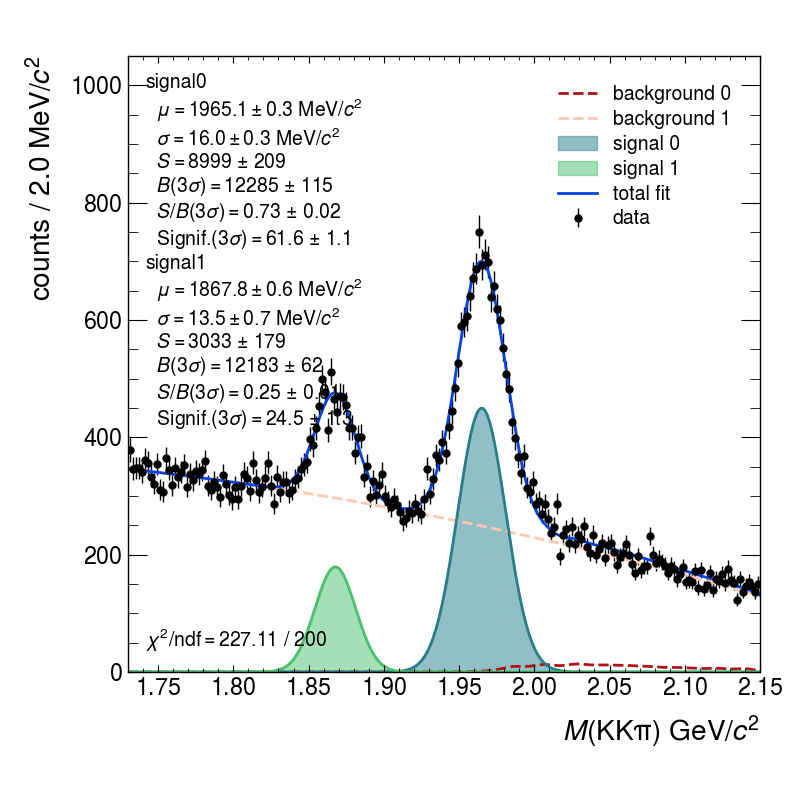 counts / 2.0 MeV/c²
1000
800
600
400
200
0
signal0
μ = 1965.1 ± 0.3 MeV/c²
σ = 16.0 ± 0.3 MeV/c²
S = 8999 ± 209
B(3σ) = 12285 ± 115
S/B(3σ) = 0.73 ± 0.02
Signif.(3σ) = 61.6 ± 1.1
signal1
μ = 1867.8 ± 0.6 MeV/c²
σ = 13.5 ± 0.7 MeV/c²
S = 3033 ± 179
B(3σ) = 12183 ± 62
S/B(3σ) = 0.25 ±
Signif.(3σ) = 24.5 ±
background 0
background 1
signal 0
signal 1
total fit
data
χ²/ndf = 227.11 / 200
1.75 1.80 1.85 1.90 1.95 2.00 2.05 2.10 2.15
M(KKπ) GeV/c²